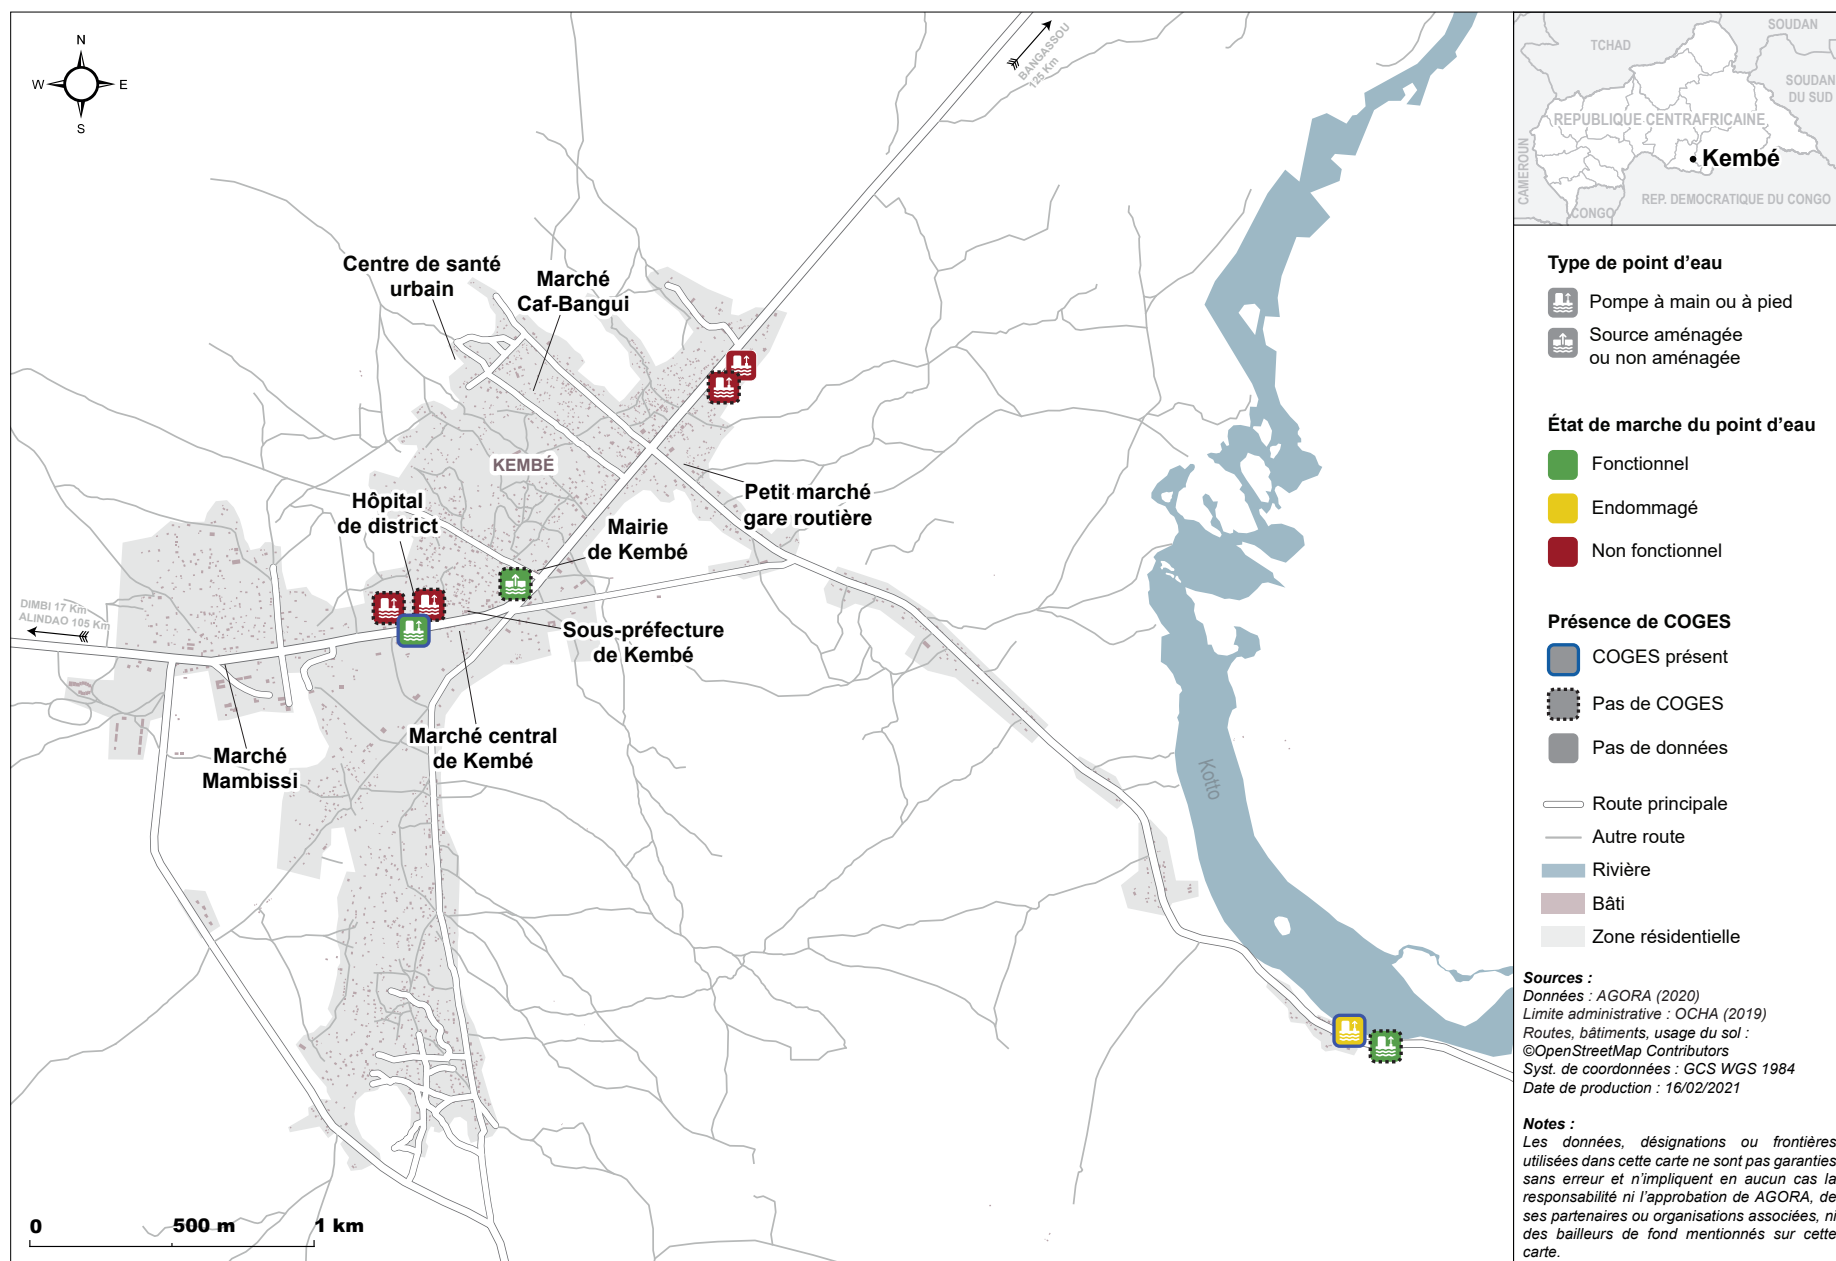 N
W
E
S
BANGASSOU
125 Km
Centre de santé
urbain
Marché
Caf-Bangui
KEMBÉ
Hôpital
de district
Petit marché
gare routière
Mairie
de Kembé
DIMBI 17 Km
ALINDAO 105 Km
Sous-préfecture
de Kembé
Marché central
de Kembé
Marché
Mambissi
Kotto
0
500 m
1 km
SOUDAN
TCHAD
SOUDAN
DU SUD
REPUBLIQUE CENTRAFRICAINE
Kembé
CAMEROUN
REP. DEMOCRATIQUE DU CONGO
CONGO
Type de point d’eau
Pompe à main ou à pied
Source aménagée
ou non aménagée
État de marche du point d’eau
Fonctionnel
Endommagé
Non fonctionnel
Présence de COGES
COGES présent
Pas de COGES
Pas de données
Route principale
Autre route
Rivière
Bâti
Zone résidentielle
Sources :
Données : AGORA (2020)
Limite administrative : OCHA (2019)
Routes, bâtiments, usage du sol :
©OpenStreetMap Contributors
Syst. de coordonnées : GCS WGS 1984
Date de production : 16/02/2021
Notes :
Les données, désignations ou frontières
utilisées dans cette carte ne sont pas garanties
sans erreur et n’impliquent en aucun cas la
responsabilité ni l’approbation de AGORA, de
ses partenaires ou organisations associées, ni
des bailleurs de fond mentionnés sur cette
carte.